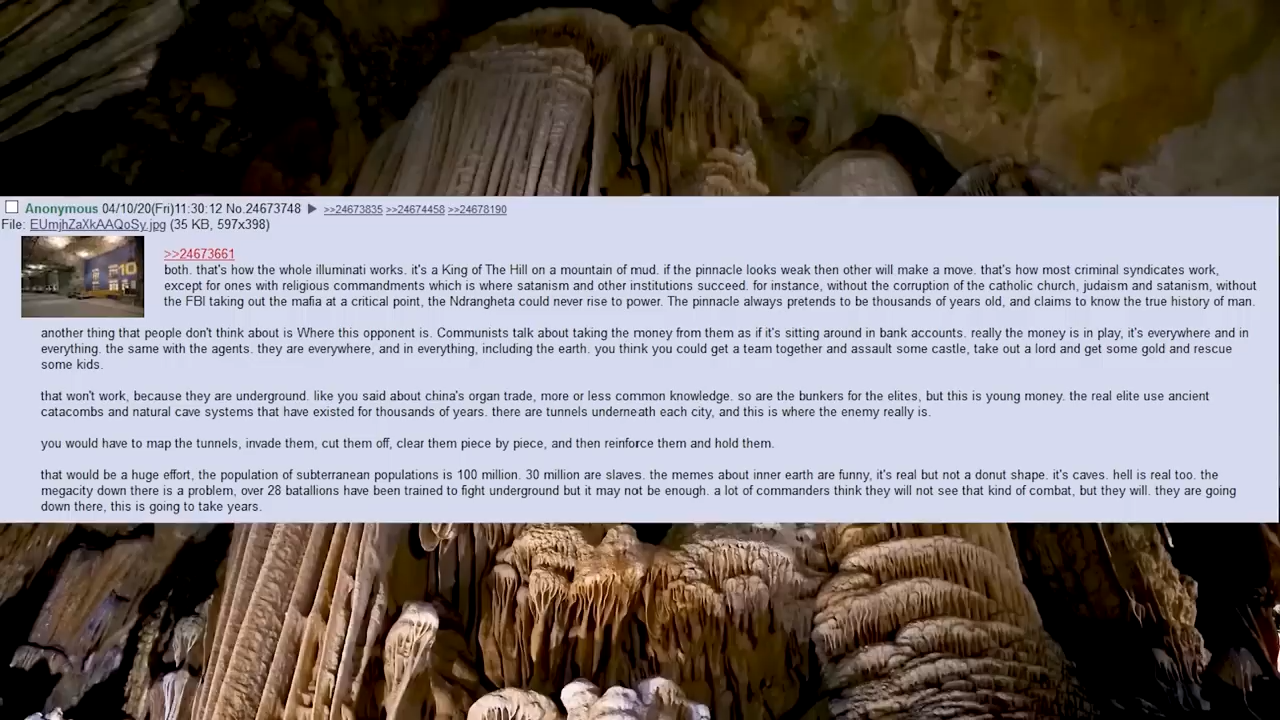 Anonymous 04/10/20(Fri)11:30:12 No.24673748 ▶ >>24673835 >>24674458 >>24678190
File: EUmjhZaXkAAQoSy.jpg (35 KB, 597x398)
10
>>24673661
both. that's how the whole illuminati works. it's a King of The Hill on a mountain of mud. if the pinnacle looks weak then other will make a move. that's how most criminal syndicates work,
except for ones with religious commandments which is where satanism and other institutions succeed. for instance, without the corruption of the catholic church, judaism and satanism, without
the FBI taking out the mafia at a critical point, the Ndrangheta could never rise to power. The pinnacle always pretends to be thousands of years old, and claims to know the true history of man.
another thing that people don't think about is Where this opponent is. Communists talk about taking the money from them as if it's sitting around in bank accounts. really the money is in play, it's everywhere and in
everything. the same with the agents. they are everywhere, and in everything, including the earth. you think you could get a team together and assault some castle, take out a lord and get some gold and rescue
some kids.
that won't work, because they are underground. like you said about china's organ trade, more or less common knowledge. so are the bunkers for the elites, but this is young money. the real elite use ancient
catacombs and natural cave systems that have existed for thousands of years. there are tunnels underneath each city, and this is where the enemy really is.
you would have to map the tunnels, invade them, cut them off, clear them piece by piece, and then reinforce them and hold them.
that would be a huge effort, the population of subterranean populations is 100 million. 30 million are slaves. the memes about inner earth are funny, it's real but not a donut shape. it's caves. hell is real too. the
megacity down there is a problem, over 28 batallions have been trained to fight underground but it may not be enough. a lot of commanders think they will not see that kind of combat, but they will. they are going
down there, this is going to take years.